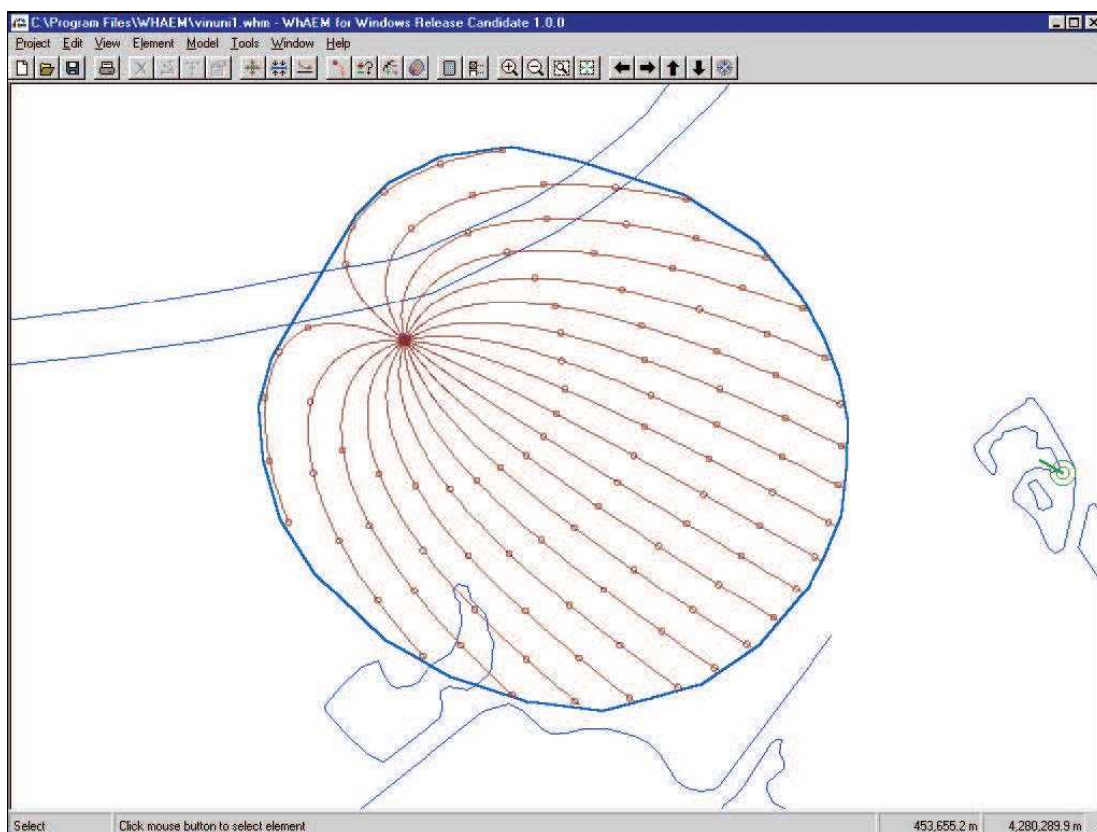 C:\Program Files\WHAEM\vinuni1.whm - WhAEM for Windows Release Candidate 1.0.0
Project Edit View Element Model Tools Window Help
Select Click mouse button to select element 453,655.2 m 4,280,289.9 m